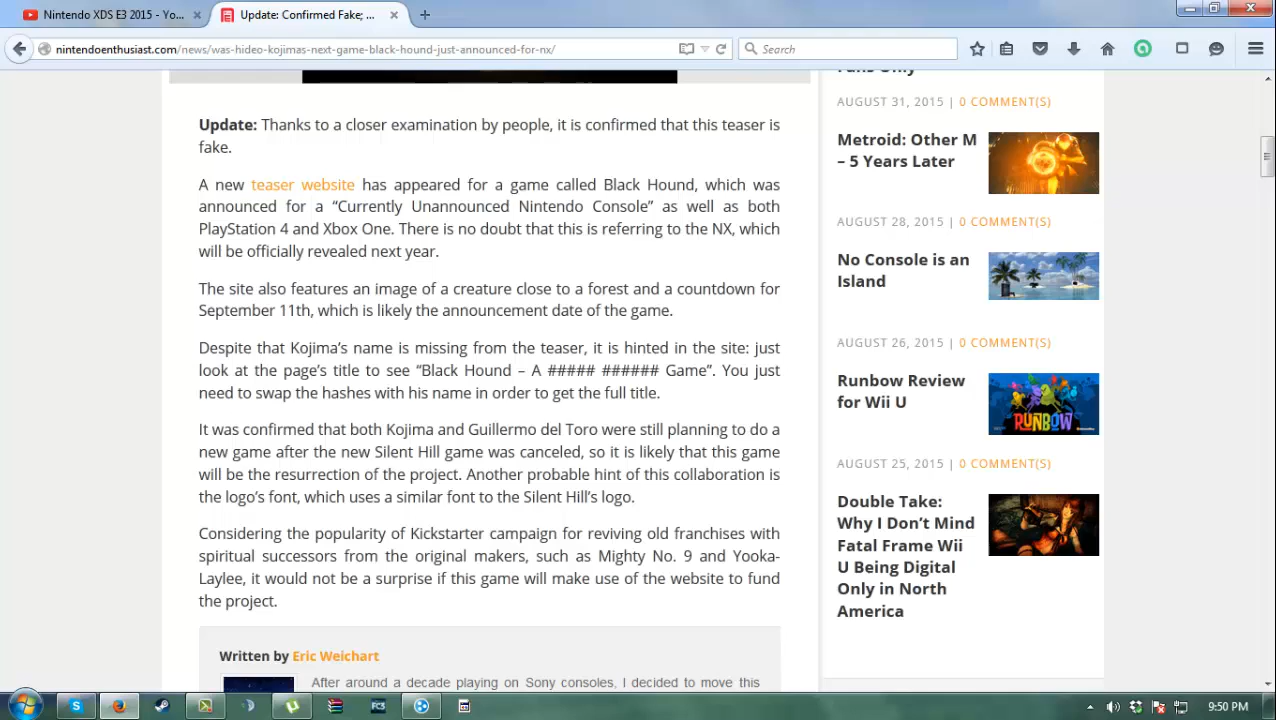 Nintendo XDS E3 2015 - Yo...
Update: Confirmed Fake; ...
nintendoenthusiast.com/news/was-hideo-kojimas-next-game-black-hound-just-announced-for-nx/
Search
Update: Thanks to a closer examination by people, it is confirmed that this teaser is
fake.
A new teaser website has appeared for a game called Black Hound, which was
announced for a “Currently Unannounced Nintendo Console” as well as both
PlayStation 4 and Xbox One. There is no doubt that this is referring to the NX, which
will be officially revealed next year.
The site also features an image of a creature close to a forest and a countdown for
September 11th, which is likely the announcement date of the game.
Despite that Kojima’s name is missing from the teaser, it is hinted in the site: just
look at the page’s title to see “Black Hound – A ##### ###### Game”. You just
need to swap the hashes with his name in order to get the full title.
It was confirmed that both Kojima and Guillermo del Toro were still planning to do a
new game after the new Silent Hill game was canceled, so it is likely that this game
will be the resurrection of the project. Another probable hint of this collaboration is
the logo’s font, which uses a similar font to the Silent Hill’s logo.
Considering the popularity of Kickstarter campaign for reviving old franchises with
spiritual successors from the original makers, such as Mighty No. 9 and Yooka-
Laylee, it would not be a surprise if this game will make use of the website to fund
the project.
Written by Eric Weichart
After around a decade playing on Sony consoles, I decided to move this
Fans Only
AUGUST 31, 2015 | 0 COMMENT(S)
Metroid: Other M
– 5 Years Later
AUGUST 28, 2015 | 0 COMMENT(S)
No Console is an
Island
AUGUST 26, 2015 | 0 COMMENT(S)
Runbow Review
for Wii U
RUNBOW
AUGUST 25, 2015 | 0 COMMENT(S)
Double Take:
Why I Don’t Mind
Fatal Frame Wii
U Being Digital
Only in North
America
9:50 PM